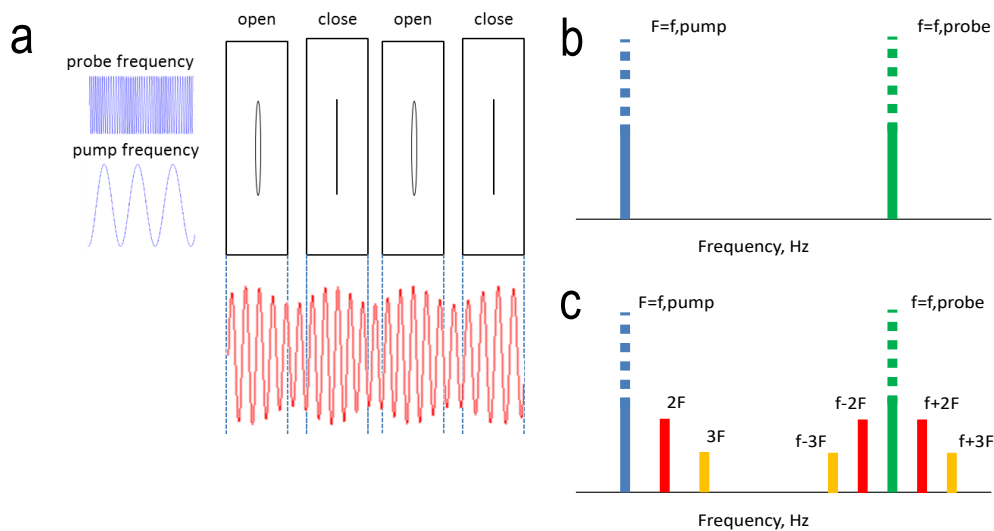 a
open close open close
probe frequency
pump frequency
b
F=f,pump f=f,probe
Frequency, Hz
c
F=f,pump f=f,probe
2F
3F
f-3F
f-2F
f+2F
f+3F
Frequency, Hz